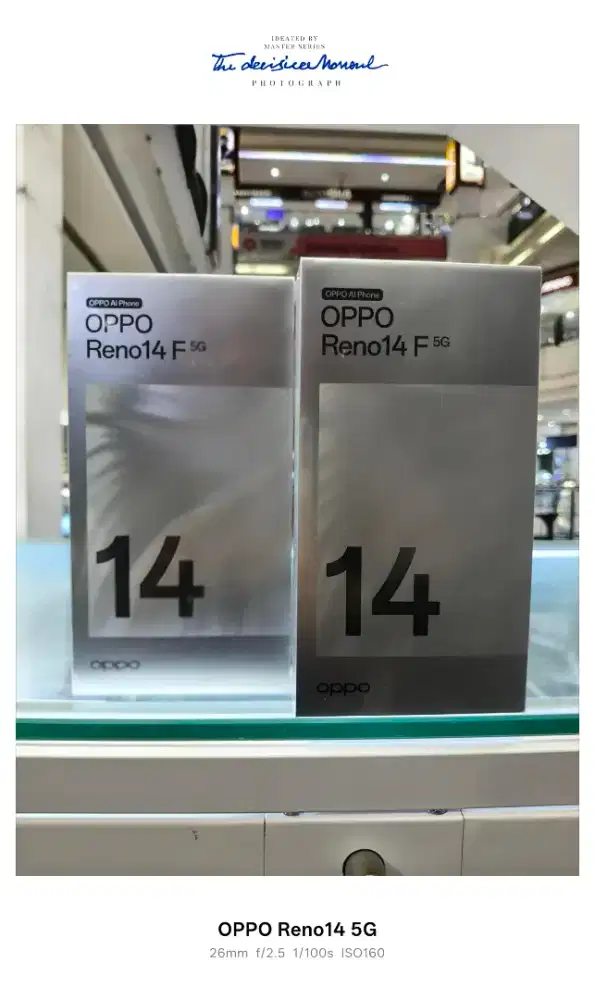 IDEATED BY
MASTER SERIES
The decisive Moment
PHOTOGRAPH
OPPO AI Phone
OPPO
Reno14 F 5G
14
oppo
OPPO AI Phone
OPPO
Reno14 F 5G
14
oppo
OPPO Reno14 5G
26mm f/2.5 1/100s ISO160